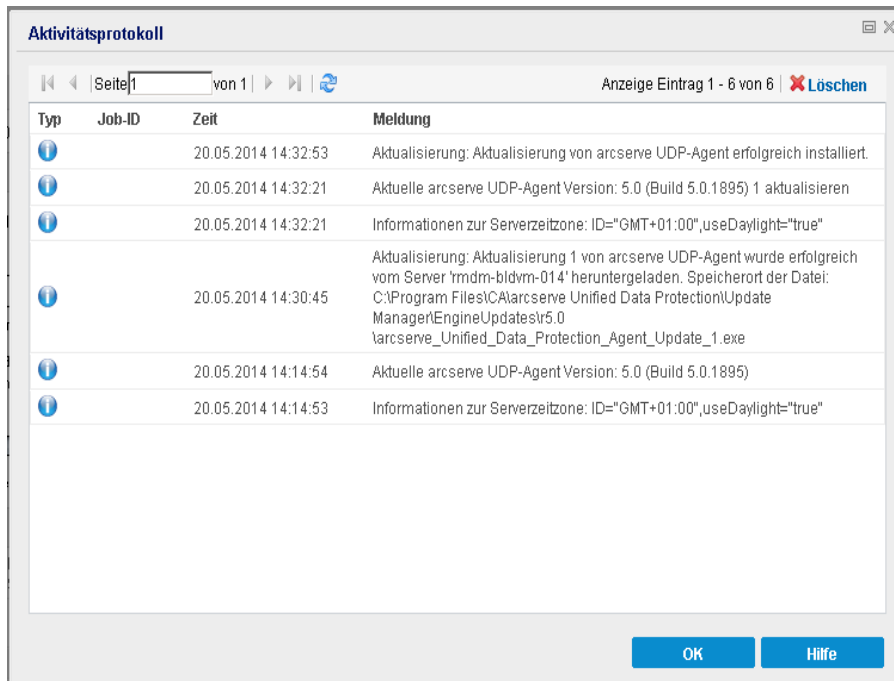 Aktivitätsprotokoll
Seite 1 von 1 Anzeige Eintrag 1 - 6 von 6 Löschen
Typ Job-ID Zeit Meldung
20.05.2014 14:32:53 Aktualisierung: Aktualisierung von arcserve UDP-Agent erfolgreich installiert.
20.05.2014 14:32:21 Aktuelle arcserve UDP-Agent Version: 5.0 (Build 5.0.1895) 1 aktualisieren
20.05.2014 14:32:21 Informationen zur Serverzeitzone: ID="GMT+01:00",useDaylight="true"
Aktualisierung: Aktualisierung 1 von arcserve UDP-Agent wurde erfolgreich
vom Server 'rmdm-bldvm-014' heruntergeladen. Speicherort der Datei:
20.05.2014 14:30:45 C:\Program Files\CA\arcserve Unified Data Protection\Update
Manager\EngineUpdates\r5.0
\arcserve_Unified_Data_Protection_Agent_Update_1.exe
20.05.2014 14:14:54 Aktuelle arcserve UDP-Agent Version: 5.0 (Build 5.0.1895)
20.05.2014 14:14:53 Informationen zur Serverzeitzone: ID="GMT+01:00",useDaylight="true"
OK Hilfe